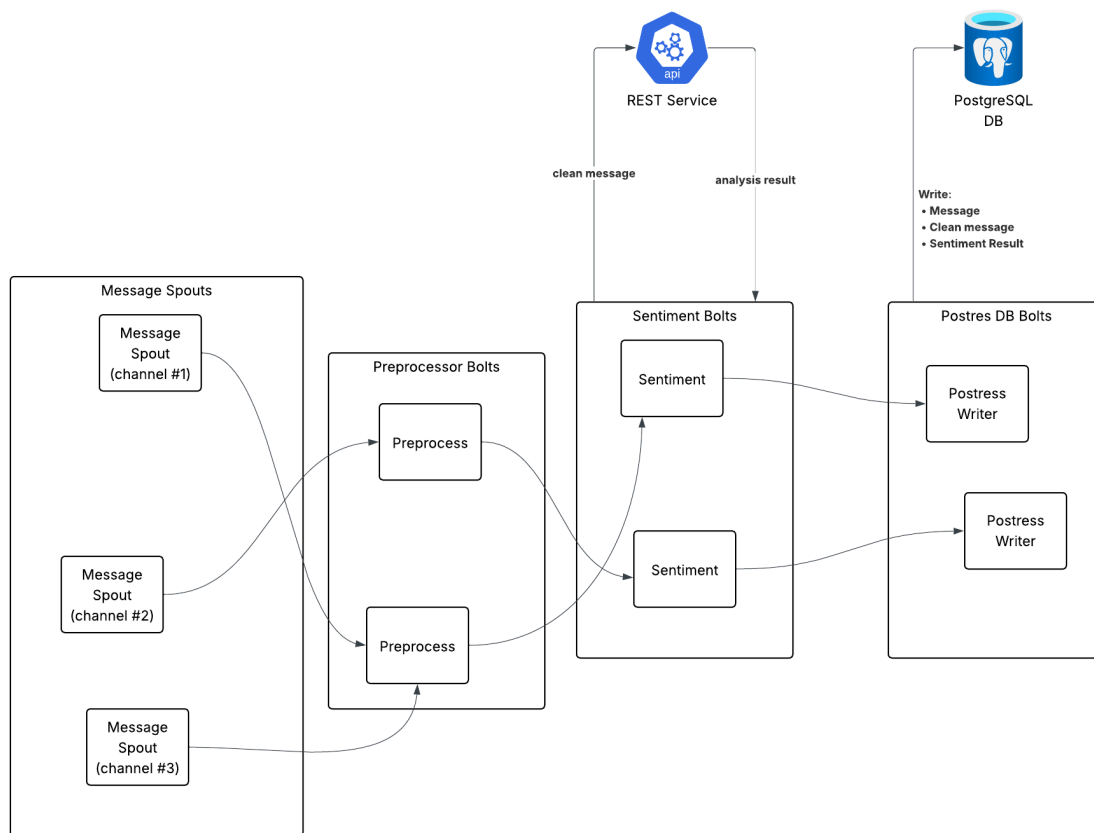 api
REST Service
PostgreSQL
DB
clean message
analysis result
Write:
• Message
• Clean message
• Sentiment Result
Message Spouts
Message
Spout
(channel #1)
Message
Spout
(channel #2)
Message
Spout
(channel #3)
Preprocessor Bolts
Preprocess
Preprocess
Sentiment Bolts
Sentiment
Sentiment
Postres DB Bolts
Postress
Writer
Postress
Writer